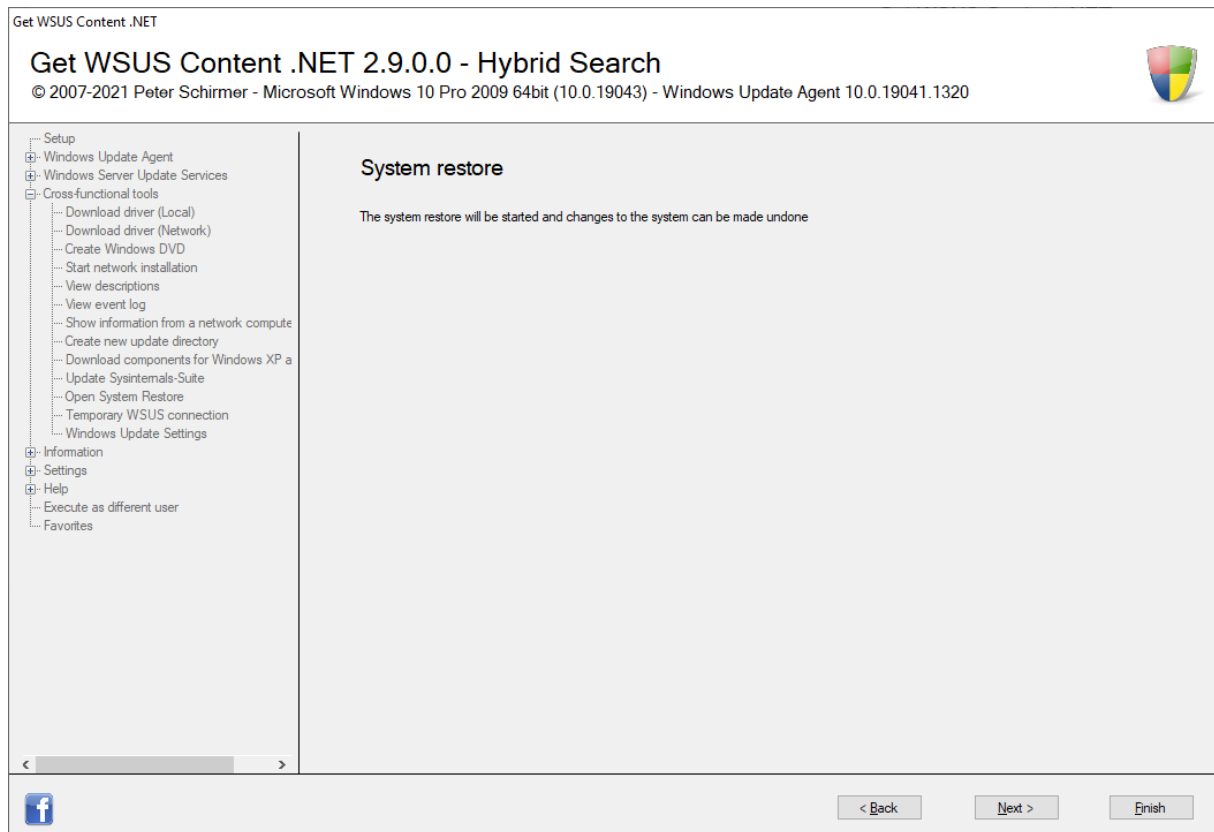 Get WSUS Content .NET
Get WSUS Content .NET 2.9.0.0 - Hybrid Search
© 2007-2021 Peter Schirmer - Microsoft Windows 10 Pro 2009 64bit (10.0.19043) - Windows Update Agent 10.0.19041.1320
Setup
Windows Update Agent
Windows Server Update Services
Cross-functional tools
Download driver (Local)
Download driver (Network)
Create Windows DVD
Start network installation
View descriptions
View event log
Show information from a network compute
Create new update directory
Download components for Windows XP a
Update Sysinternals-Suite
Open System Restore
Temporary WSUS connection
Windows Update Settings
Information
Settings
Help
Execute as different user
Favorites
System restore
The system restore will be started and changes to the system can be made undone
< Back
Next >
Finish